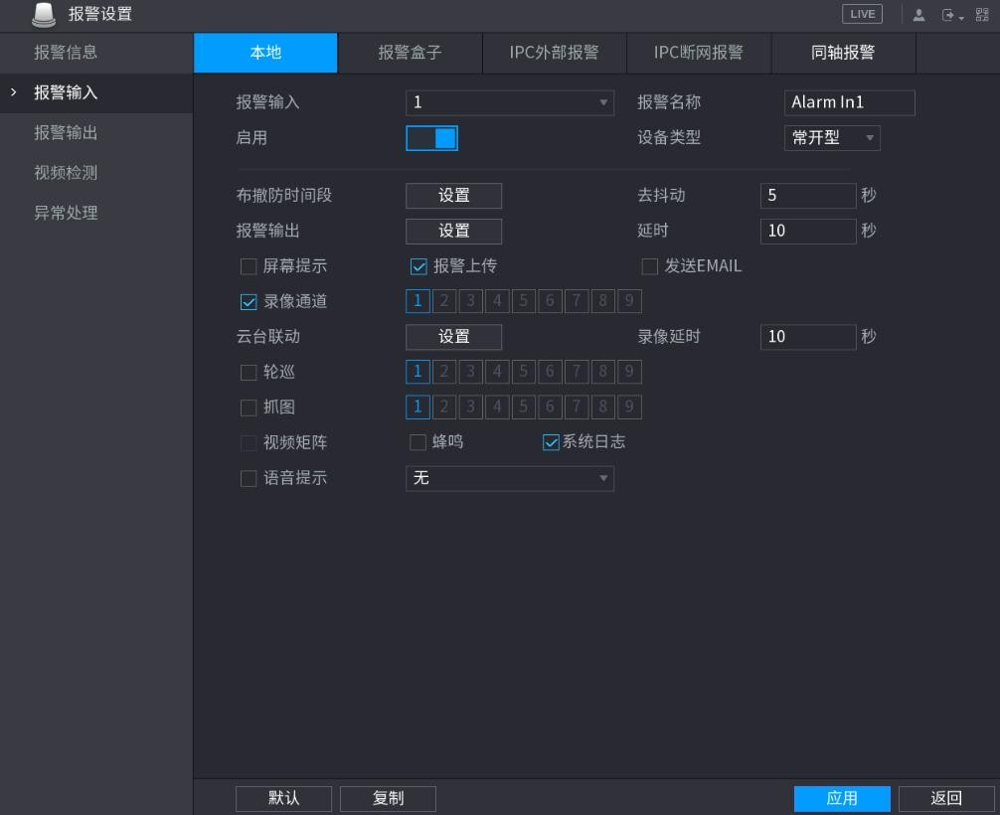 报警设置 LIVE
报警信息
报警输入
报警输出
视频检测
异常处理
本地 报警盒子 IPC外部报警 IPC断网报警 同轴报警
报警输入 1 报警名称 Alarm In1
启用 设备类型 常开型
布撤防时间段 设置 去抖动 5 秒
报警输出 设置 延时 10 秒
屏幕提示 报警上传 发送EMAIL
录像通道 1 2 3 4 5 6 7 8 9
云台联动 设置 录像延时 10 秒
轮巡 1 2 3 4 5 6 7 8 9
抓图 1 2 3 4 5 6 7 8 9
视频矩阵 蜂鸣 系统日志
语音提示 无
默认 复制 应用 返回